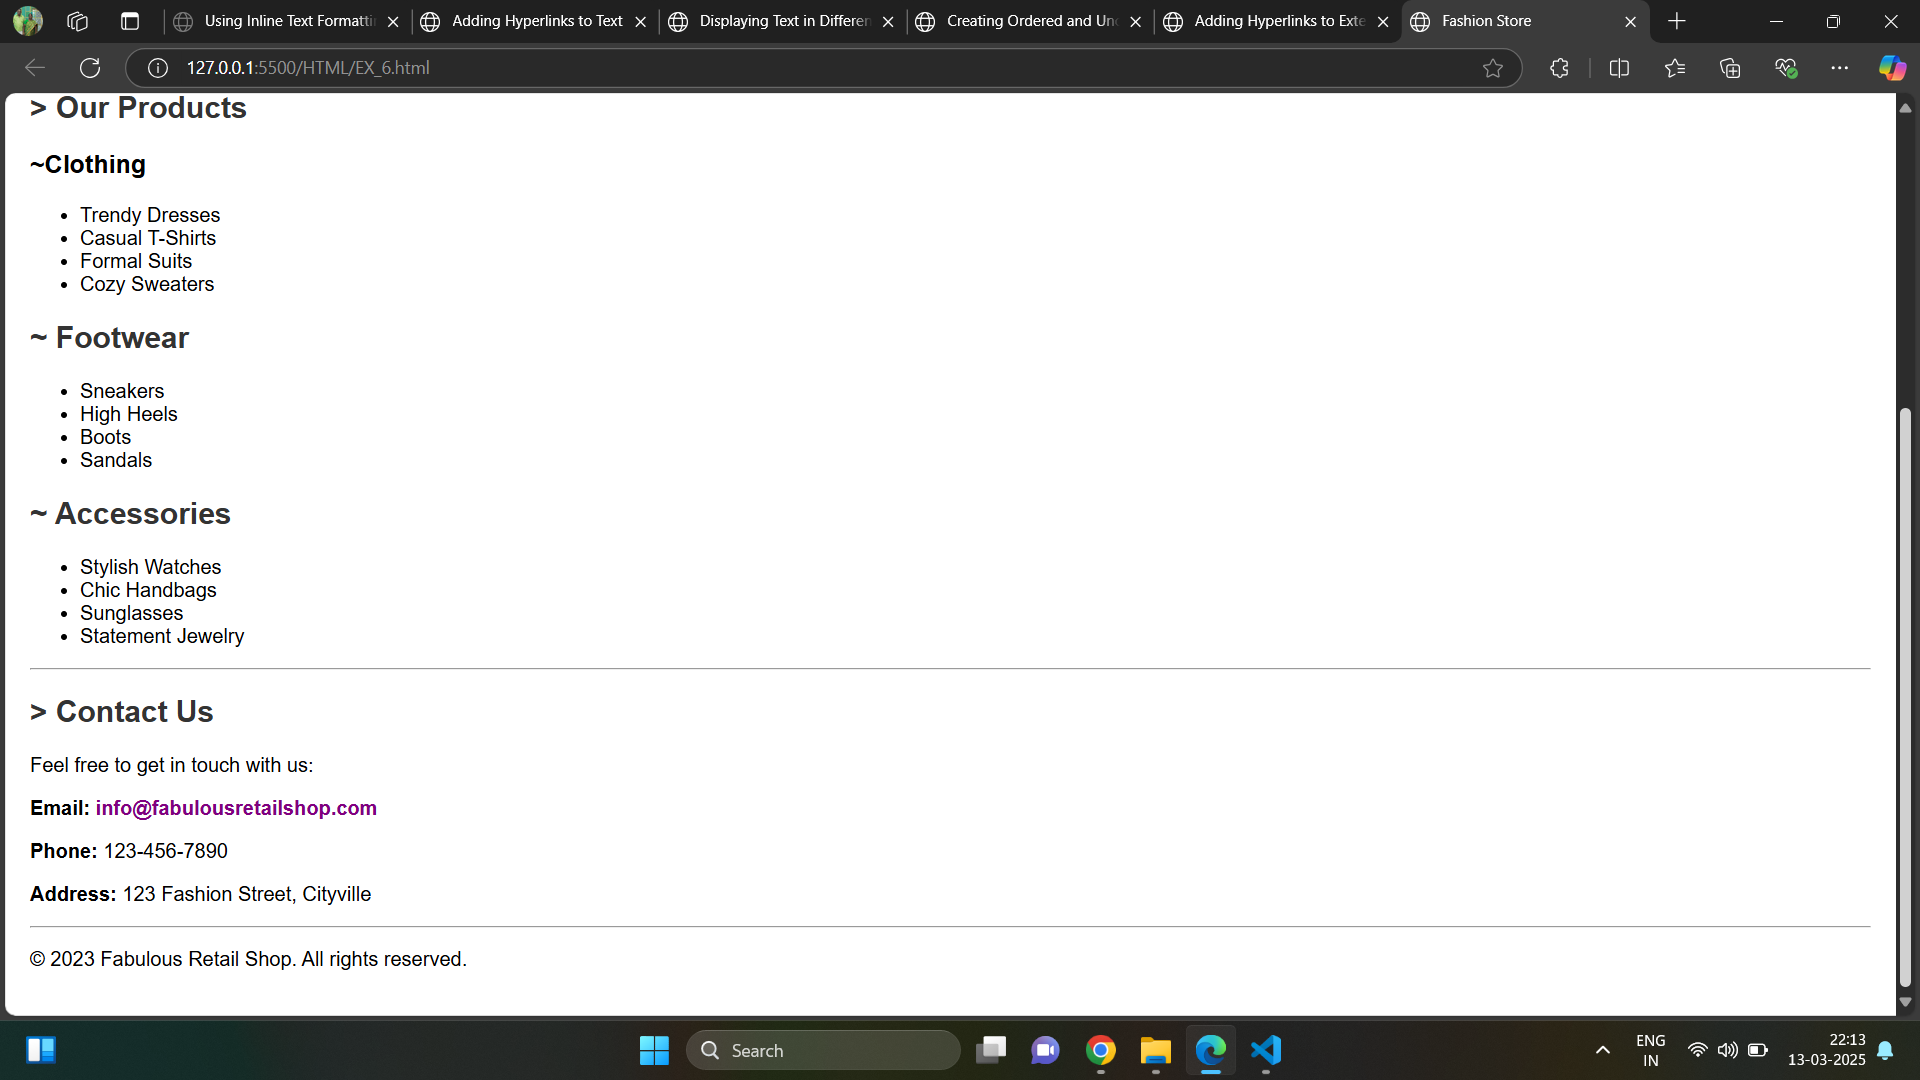 Using Inline Text Formatti
Adding Hyperlinks to Text
Displaying Text in Differen
Creating Ordered and Un
Adding Hyperlinks to Exte
Fashion Store
127.0.0.1:5500/HTML/EX_6.html
> Our Products
~Clothing
• Trendy Dresses
• Casual T-Shirts
• Formal Suits
• Cozy Sweaters
~ Footwear
• Sneakers
• High Heels
• Boots
• Sandals
~ Accessories
• Stylish Watches
• Chic Handbags
• Sunglasses
• Statement Jewelry
> Contact Us
Feel free to get in touch with us:
Email: info@fabulousretailshop.com
Phone: 123-456-7890
Address: 123 Fashion Street, Cityville
© 2023 Fabulous Retail Shop. All rights reserved.
Search
ENG
IN
22:13
13-03-2025